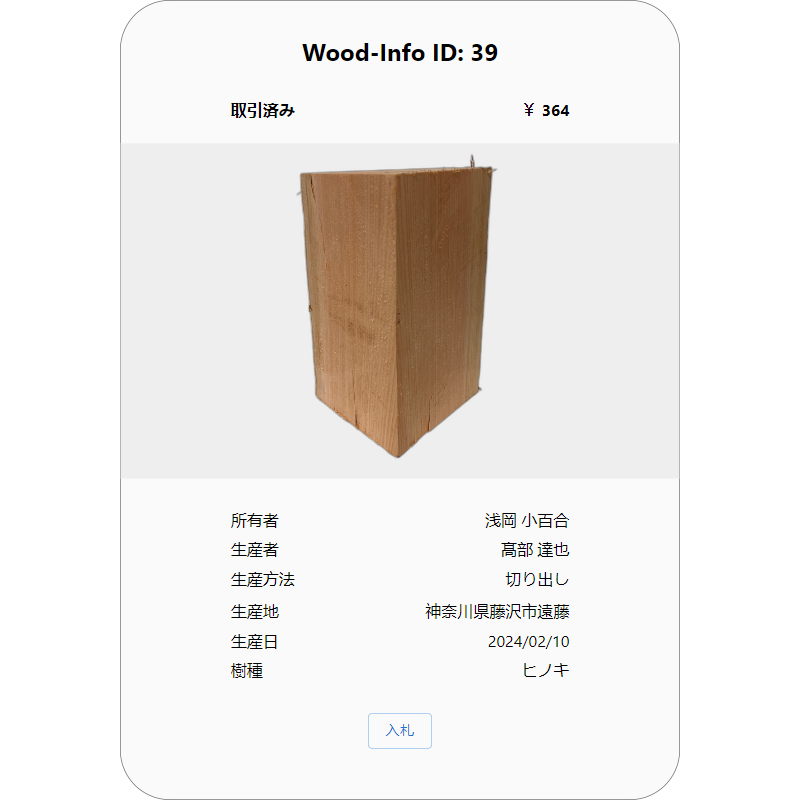 Wood-Info ID: 39
取引済み ¥ 364
所有者 浅岡 小百合
生産者 高部 達也
生産方法 切り出し
生産地 神奈川県藤沢市遠藤
生産日 2024/02/10
樹種 ヒノキ
入札